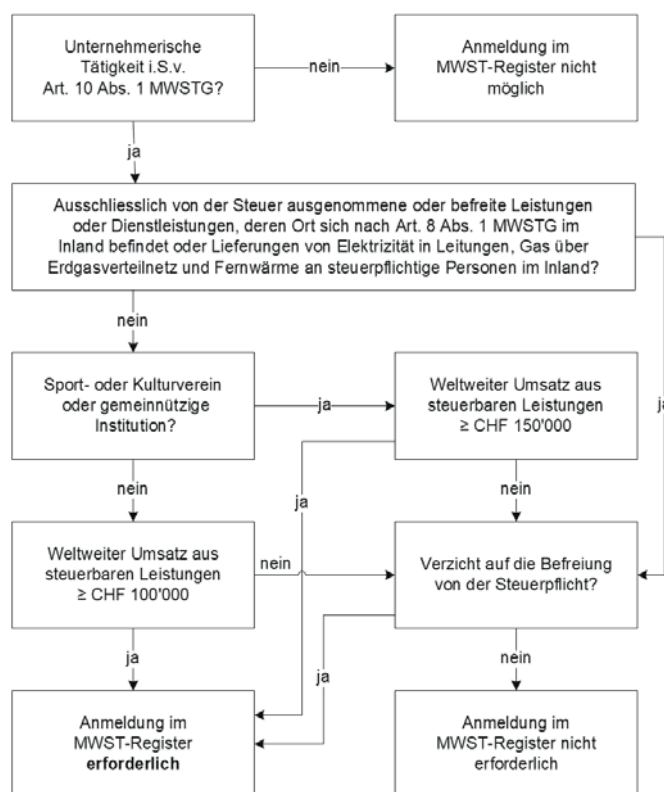 Unternehmerische
Tätigkeit i.S.v.
Art. 10 Abs. 1 MWSTG?
nein
Anmeldung im
MWST-Register nicht
möglich
ja
Ausschliesslich von der Steuer ausgenommene oder befreite Leistungen
oder Dienstleistungen, deren Ort sich nach Art. 8 Abs. 1 MWSTG im
Inland befindet oder Lieferungen von Elektrizität in Leitungen, Gas über
Erdgasverteilnetz und Fernwärme an steuerpflichtige Personen im Inland?
nein
ja
Sport- oder Kulturverein
oder gemeinnützige
Institution?
ja
Weltweiter Umsatz aus
steuerbaren Leistungen
≥ CHF 150'000
nein
ja
nein
Weltweiter Umsatz aus
steuerbaren Leistungen
≥ CHF 100'000
nein
Verzicht auf die Befreiung
von der Steuerpflicht?
ja
ja
nein
Anmeldung im
MWST-Register
erforderlich
Anmeldung im
MWST-Register nicht
erforderlich